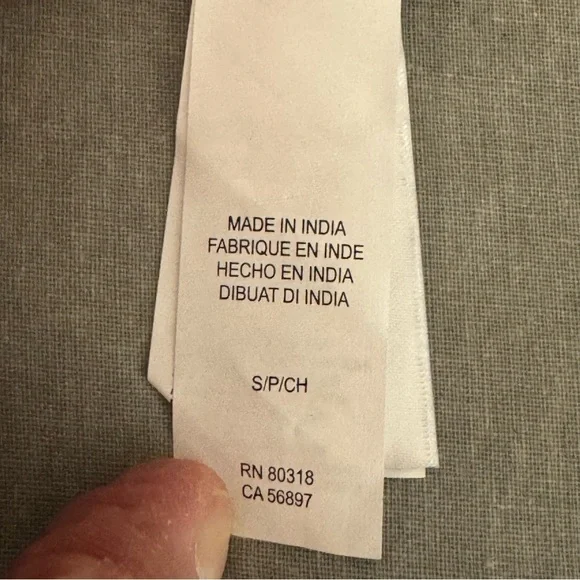 MADE IN INDIA
FABRIQUE EN INDE
HECHO EN INDIA
DIBUAT DI INDIA
S/P/CH
RN 80318
CA 56897